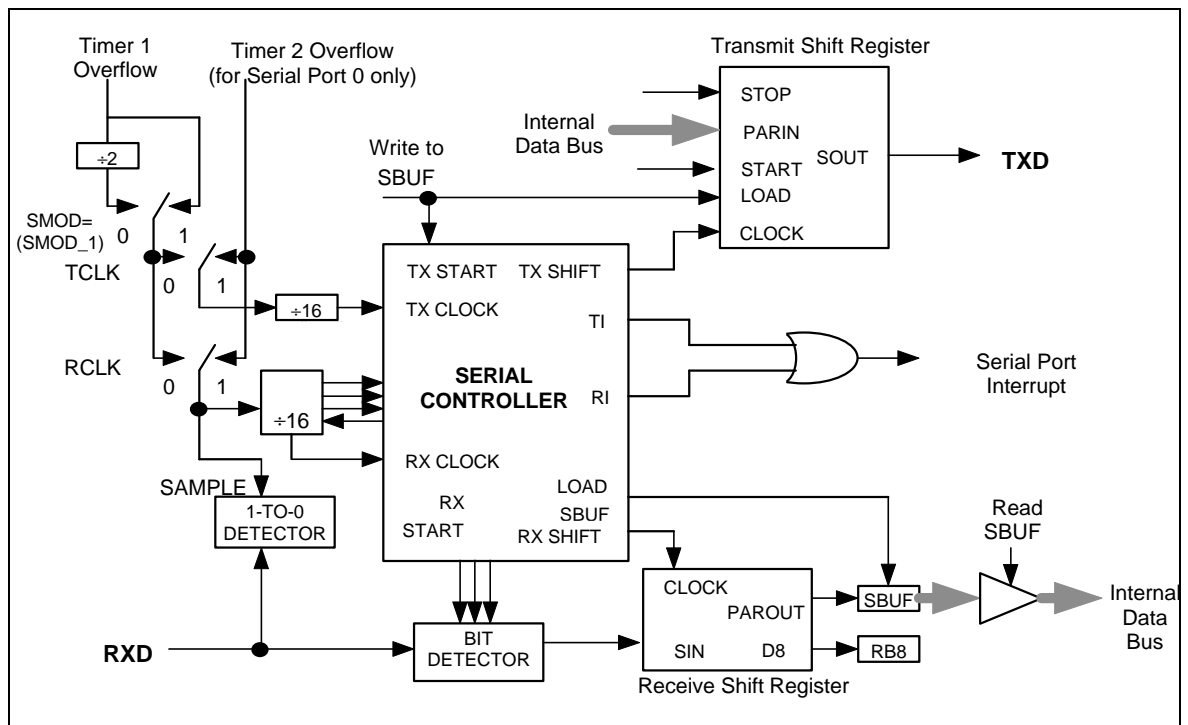 Timer 1
Overflow
Timer 2 Overflow
(for Serial Port 0 only)
÷2
SMOD=
(SMOD_1)
0
1
TCLK
0
1
÷16
RCLK
0
1
÷16
SAMPLE
1-TO-0
DETECTOR
RXD
Write to
SBUF
TX START
TX SHIFT
TX CLOCK
TI
SERIAL
CONTROLLER
RI
RX CLOCK
LOAD
SBUF
RX
START
RX SHIFT
BIT
DETECTOR
Transmit Shift Register
Internal
Data Bus
STOP
PARIN
START
SOUT
LOAD
CLOCK
TXD
Serial Port
Interrupt
CLOCK
PAROUT
SIN
D8
Receive Shift Register
SBUF
RB8
Read
SBUF
Internal
Data
Bus